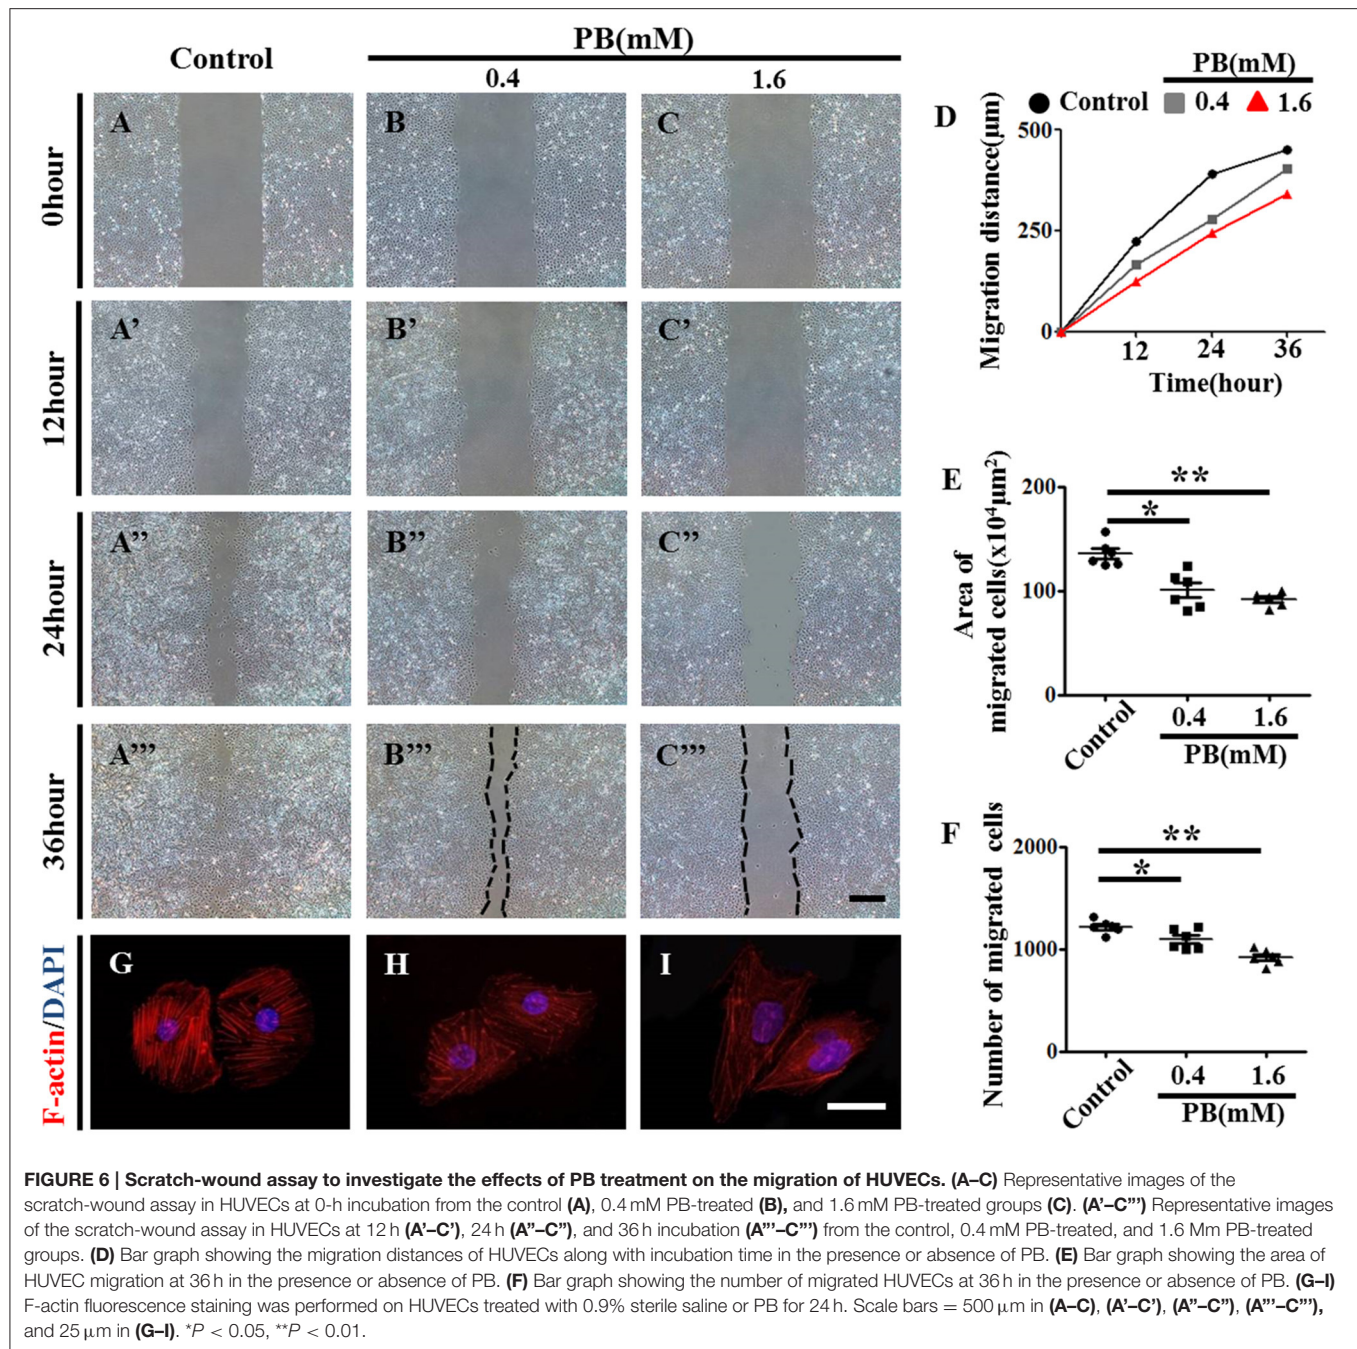 Control
PB(mM)
0.4
1.6
0hour
A
B
C
12hour
A’
B’
C’
24hour
A’’
B’’
C’’
36hour
A’’’
B’’’
C’’’
F-actin/DAPI
G
H
I
D
PB(mM)
Control 0.4 1.6
Migration distance(μm)
500
250
0
12 24 36
Time(hour)
E
Area of
migrated cells(x10⁴μm²)
200
100
0
**
*
Control
0.4 1.6
PB(mM)
F
Number of migrated cells
2000
1000
0
**
*
Control
0.4 1.6
PB(mM)
FIGURE 6 | Scratch-wound assay to investigate the effects of PB treatment on the migration of HUVECs. (A–C) Representative images of the
scratch-wound assay in HUVECs at 0-h incubation from the control (A), 0.4 mM PB-treated (B), and 1.6 mM PB-treated groups (C). (A’–C’’’) Representative images
of the scratch-wound assay in HUVECs at 12 h (A’–C’), 24 h (A’’–C’’), and 36 h incubation (A’’’–C’’’) from the control, 0.4 mM PB-treated, and 1.6 Mm PB-treated
groups. (D) Bar graph showing the migration distances of HUVECs along with incubation time in the presence or absence of PB. (E) Bar graph showing the area of
HUVEC migration at 36 h in the presence or absence of PB. (F) Bar graph showing the number of migrated HUVECs at 36 h in the presence or absence of PB. (G–I)
F-actin fluorescence staining was performed on HUVECs treated with 0.9% sterile saline or PB for 24 h. Scale bars = 500 μm in (A–C), (A’–C’), (A’’–C’’), (A’’’–C’’’),
and 25 μm in (G–I). *P < 0.05, **P < 0.01.